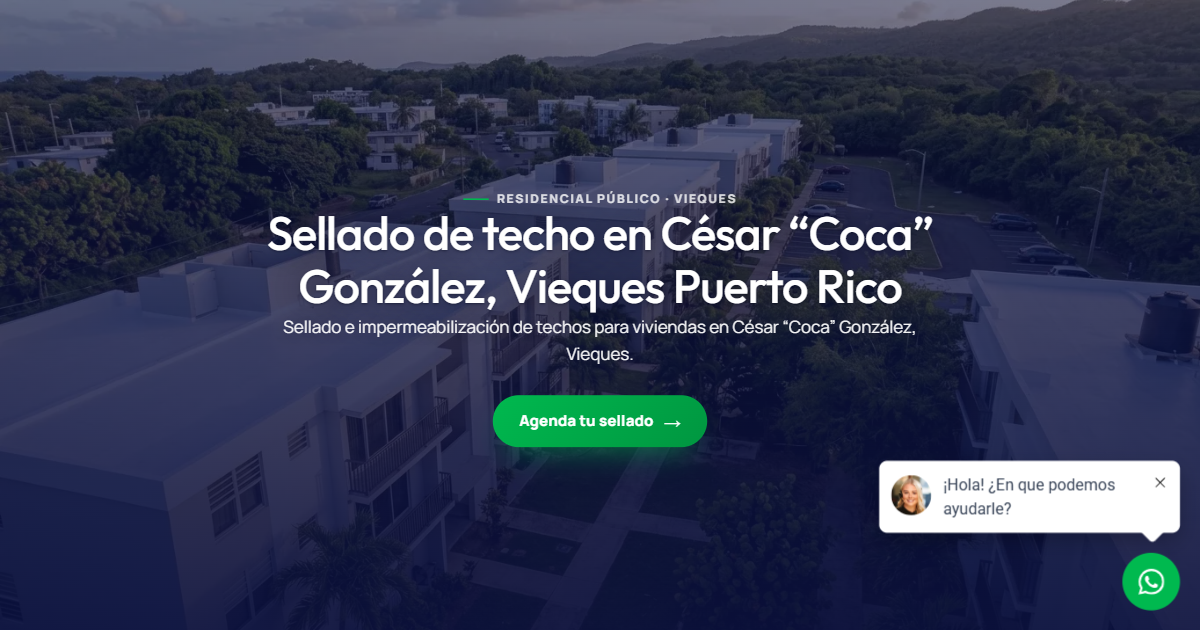 RESIDENCIAL PÚBLICO · VIEQUES
Sellado de techo en César “Coca”
González, Vieques Puerto Rico
Sellado e impermeabilización de techos para viviendas en César “Coca” González,
Vieques.
Agenda tu sellado →
¡Hola! ¿En que podemos
ayudarle?